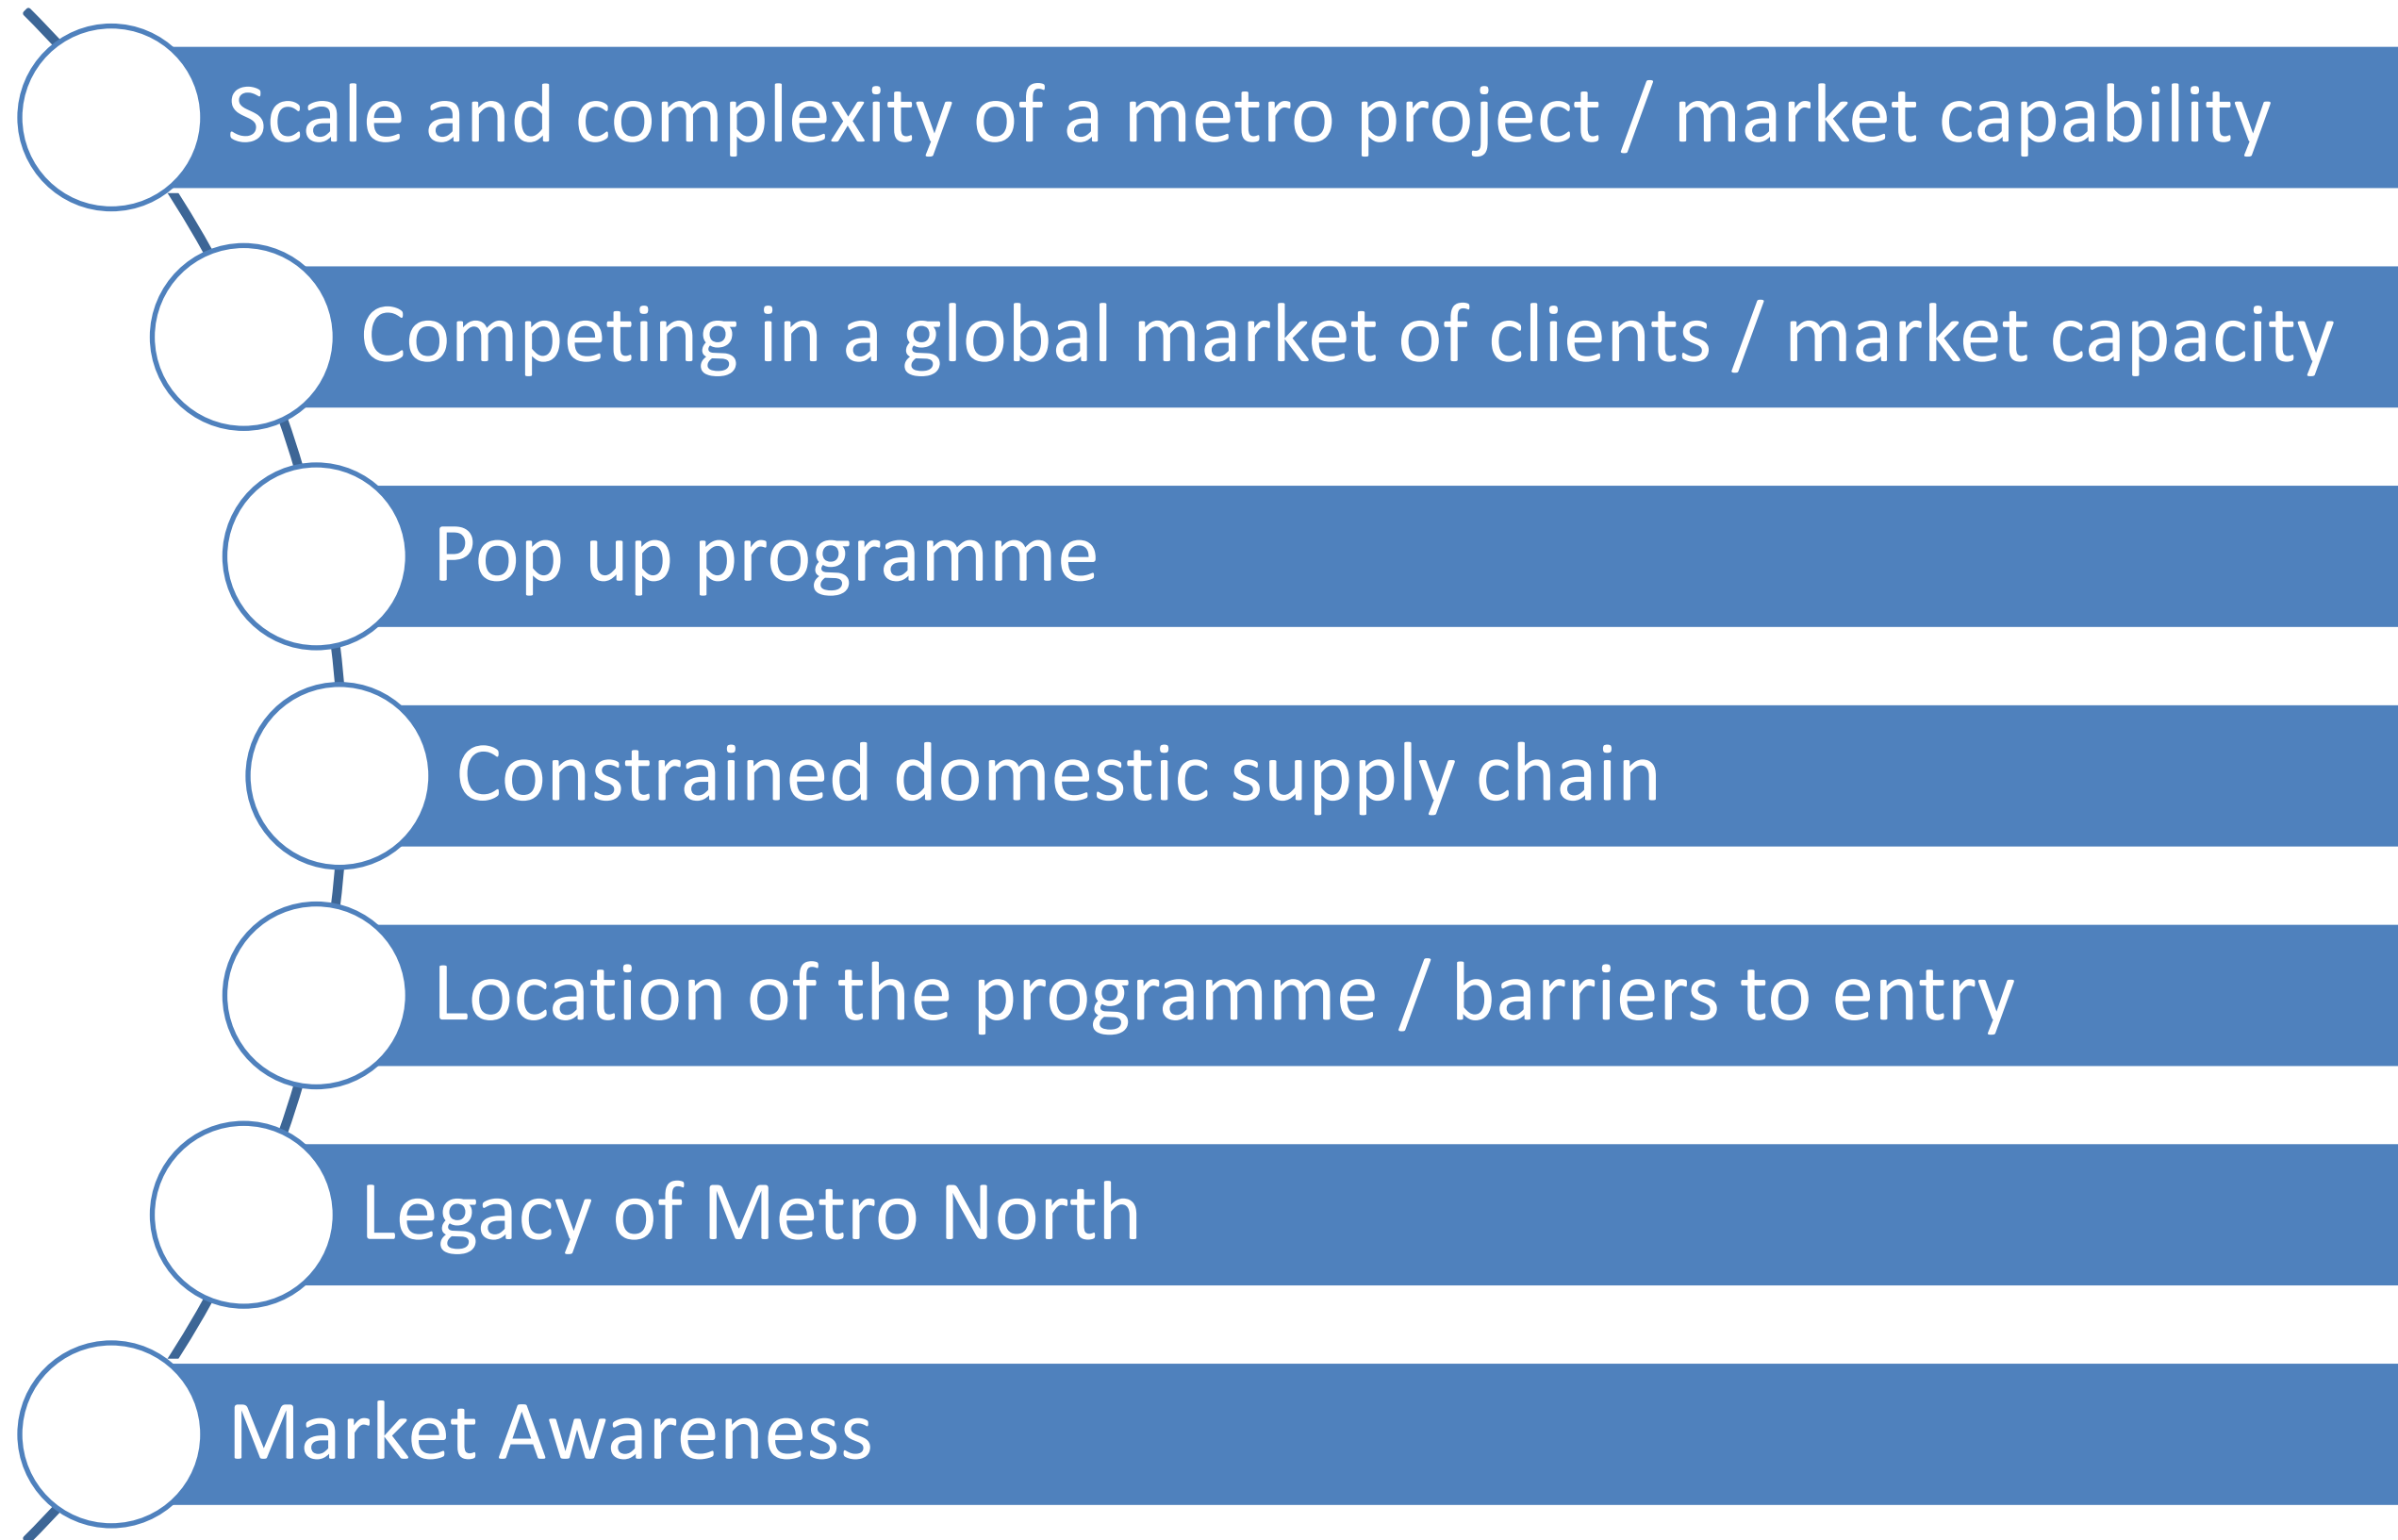 Scale and complexity of a metro project / market capability
Competing in a global market of clients/ market capacity
Pop up programme
Constrained domestic supply chain
Location of the programme / barriers to entry
Legacy of Metro North
Market Awareness